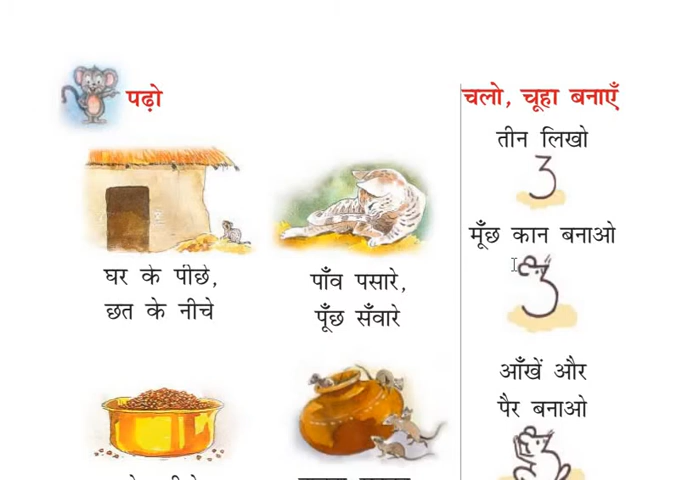 पढ़ो
घर के पीछे,
छत के नीचे
पाँव पसारे,
पूँछ सँवारे
चलो, चूहा बनाएँ
तीन लिखो
3
मूँछ कान बनाओ
आँखें और
पैर बनाओ